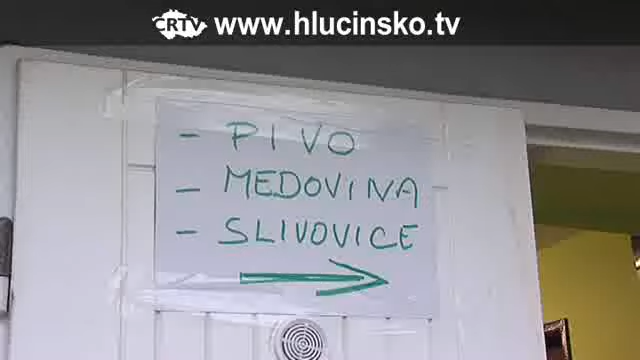 CRTV www.hlucinsko.tv
- PIVO
- MEDOVINA
- SLIVOVICE